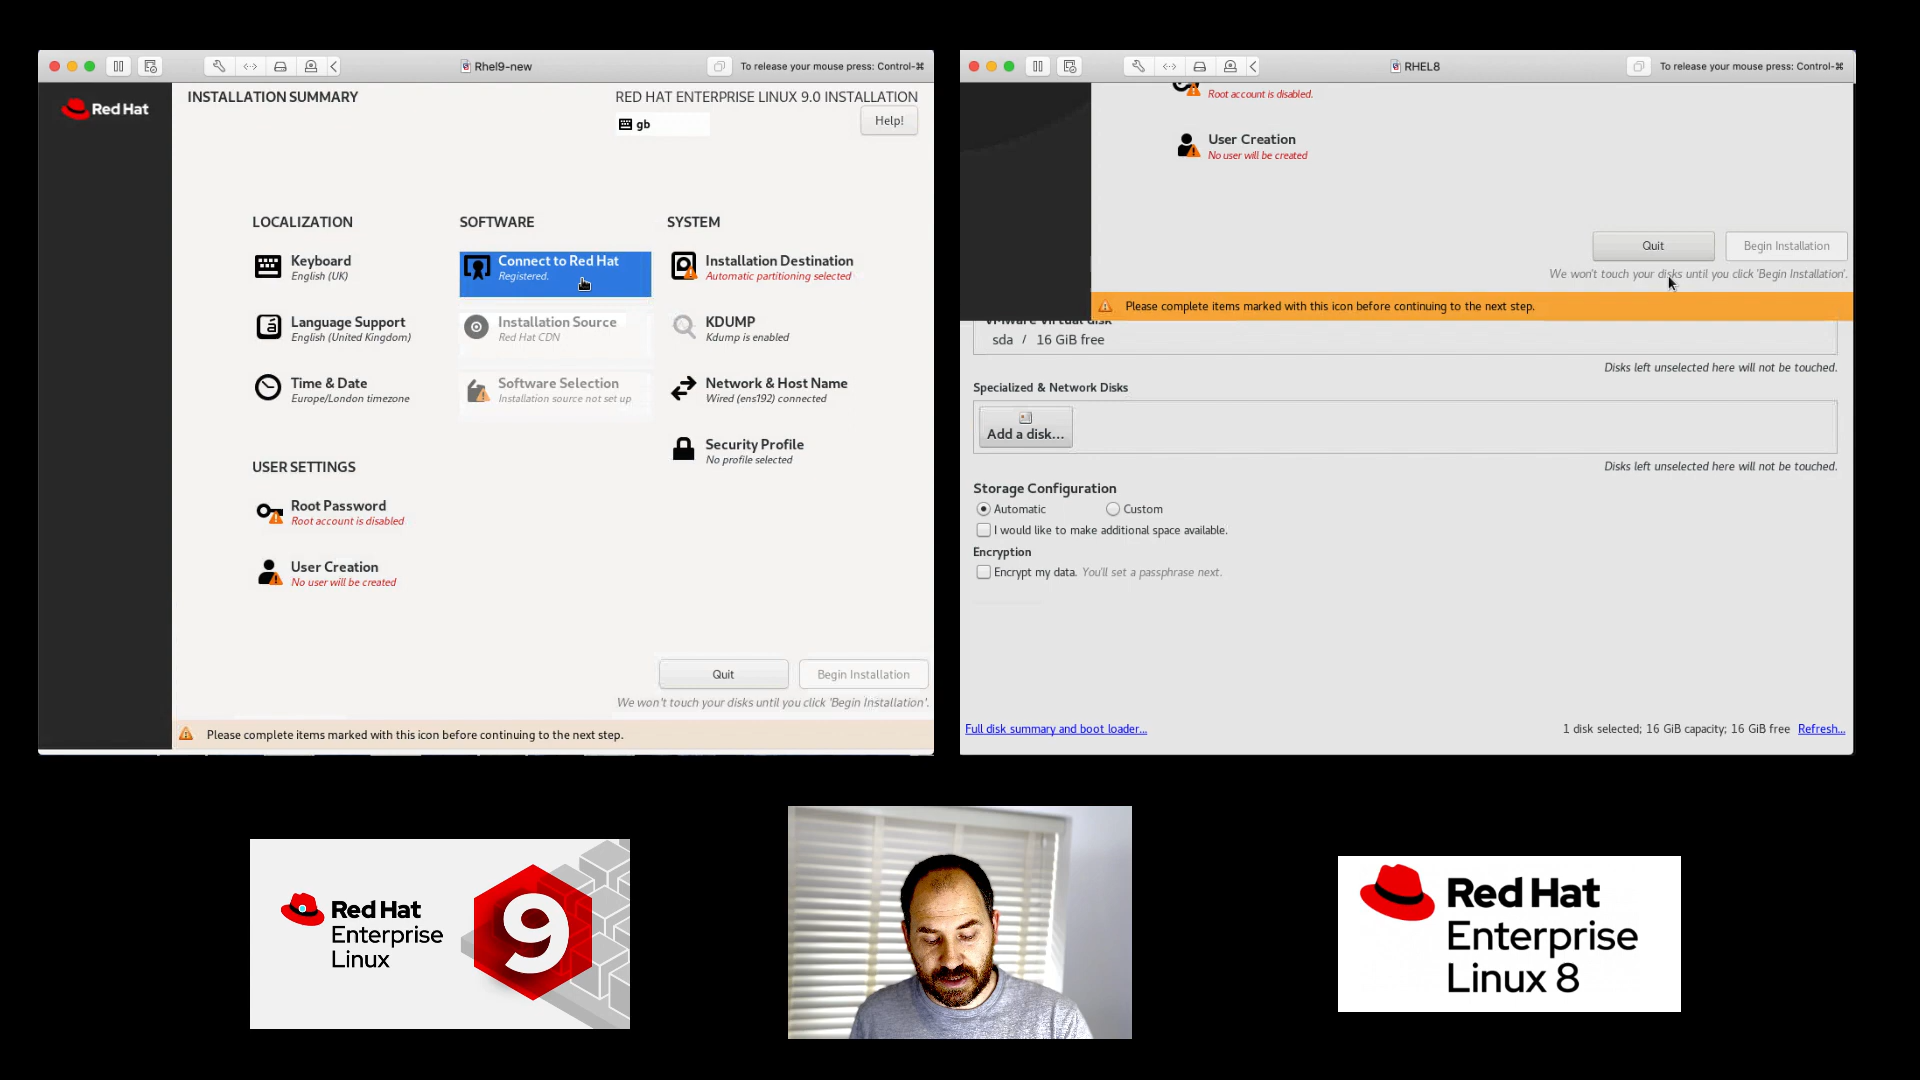 Rhel9-new
To release your mouse press: Control-⌘
Red Hat
INSTALLATION SUMMARY
RED HAT ENTERPRISE LINUX 9.0 INSTALLATION
gb
Help!
LOCALIZATION
Keyboard
English (UK)
Language Support
English (United Kingdom)
Time & Date
Europe/London timezone
SOFTWARE
Connect to Red Hat
Registered.
Installation Source
Red Hat CDN
Software Selection
Installation source not set up
SYSTEM
Installation Destination
Automatic partitioning selected
KDUMP
Kdump is enabled
Network & Host Name
Wired (ens192) connected
Security Profile
No profile selected
USER SETTINGS
Root Password
Root account is disabled
User Creation
No user will be created
Quit
Begin Installation
We won't touch your disks until you click 'Begin Installation'.
Please complete items marked with this icon before continuing to the next step.
RHEL8
To release your mouse press: Control-⌘
Root account is disabled.
User Creation
No user will be created
Quit
Begin Installation
We won't touch your disks until you click 'Begin Installation'.
Please complete items marked with this icon before continuing to the next step.
VMware Virtual disk
sda / 16 GiB free
Disks left unselected here will not be touched.
Specialized & Network Disks
Add a disk...
Disks left unselected here will not be touched.
Storage Configuration
Automatic
Custom
I would like to make additional space available.
Encryption
Encrypt my data. You'll set a passphrase next.
Full disk summary and boot loader...
1 disk selected; 16 GiB capacity; 16 GiB free
Refresh...
Red Hat
Enterprise
Linux
9
Red Hat
Enterprise
Linux 8